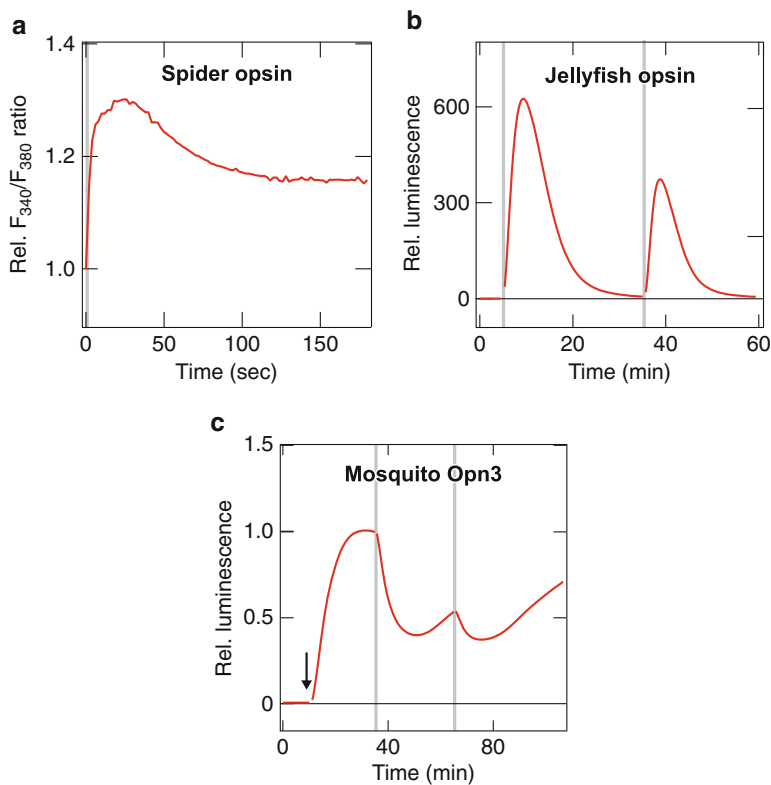 a
Spider opsin
Rel. F340/F380 ratio
1.4
1.2
1.0
0
50
100
150
Time (sec)
b
Jellyfish opsin
Rel. luminescence
600
300
0
0
20
40
60
Time (min)
c
Mosquito Opn3
Rel. luminescence
1.5
1.0
0.5
0
0
40
80
Time (min)